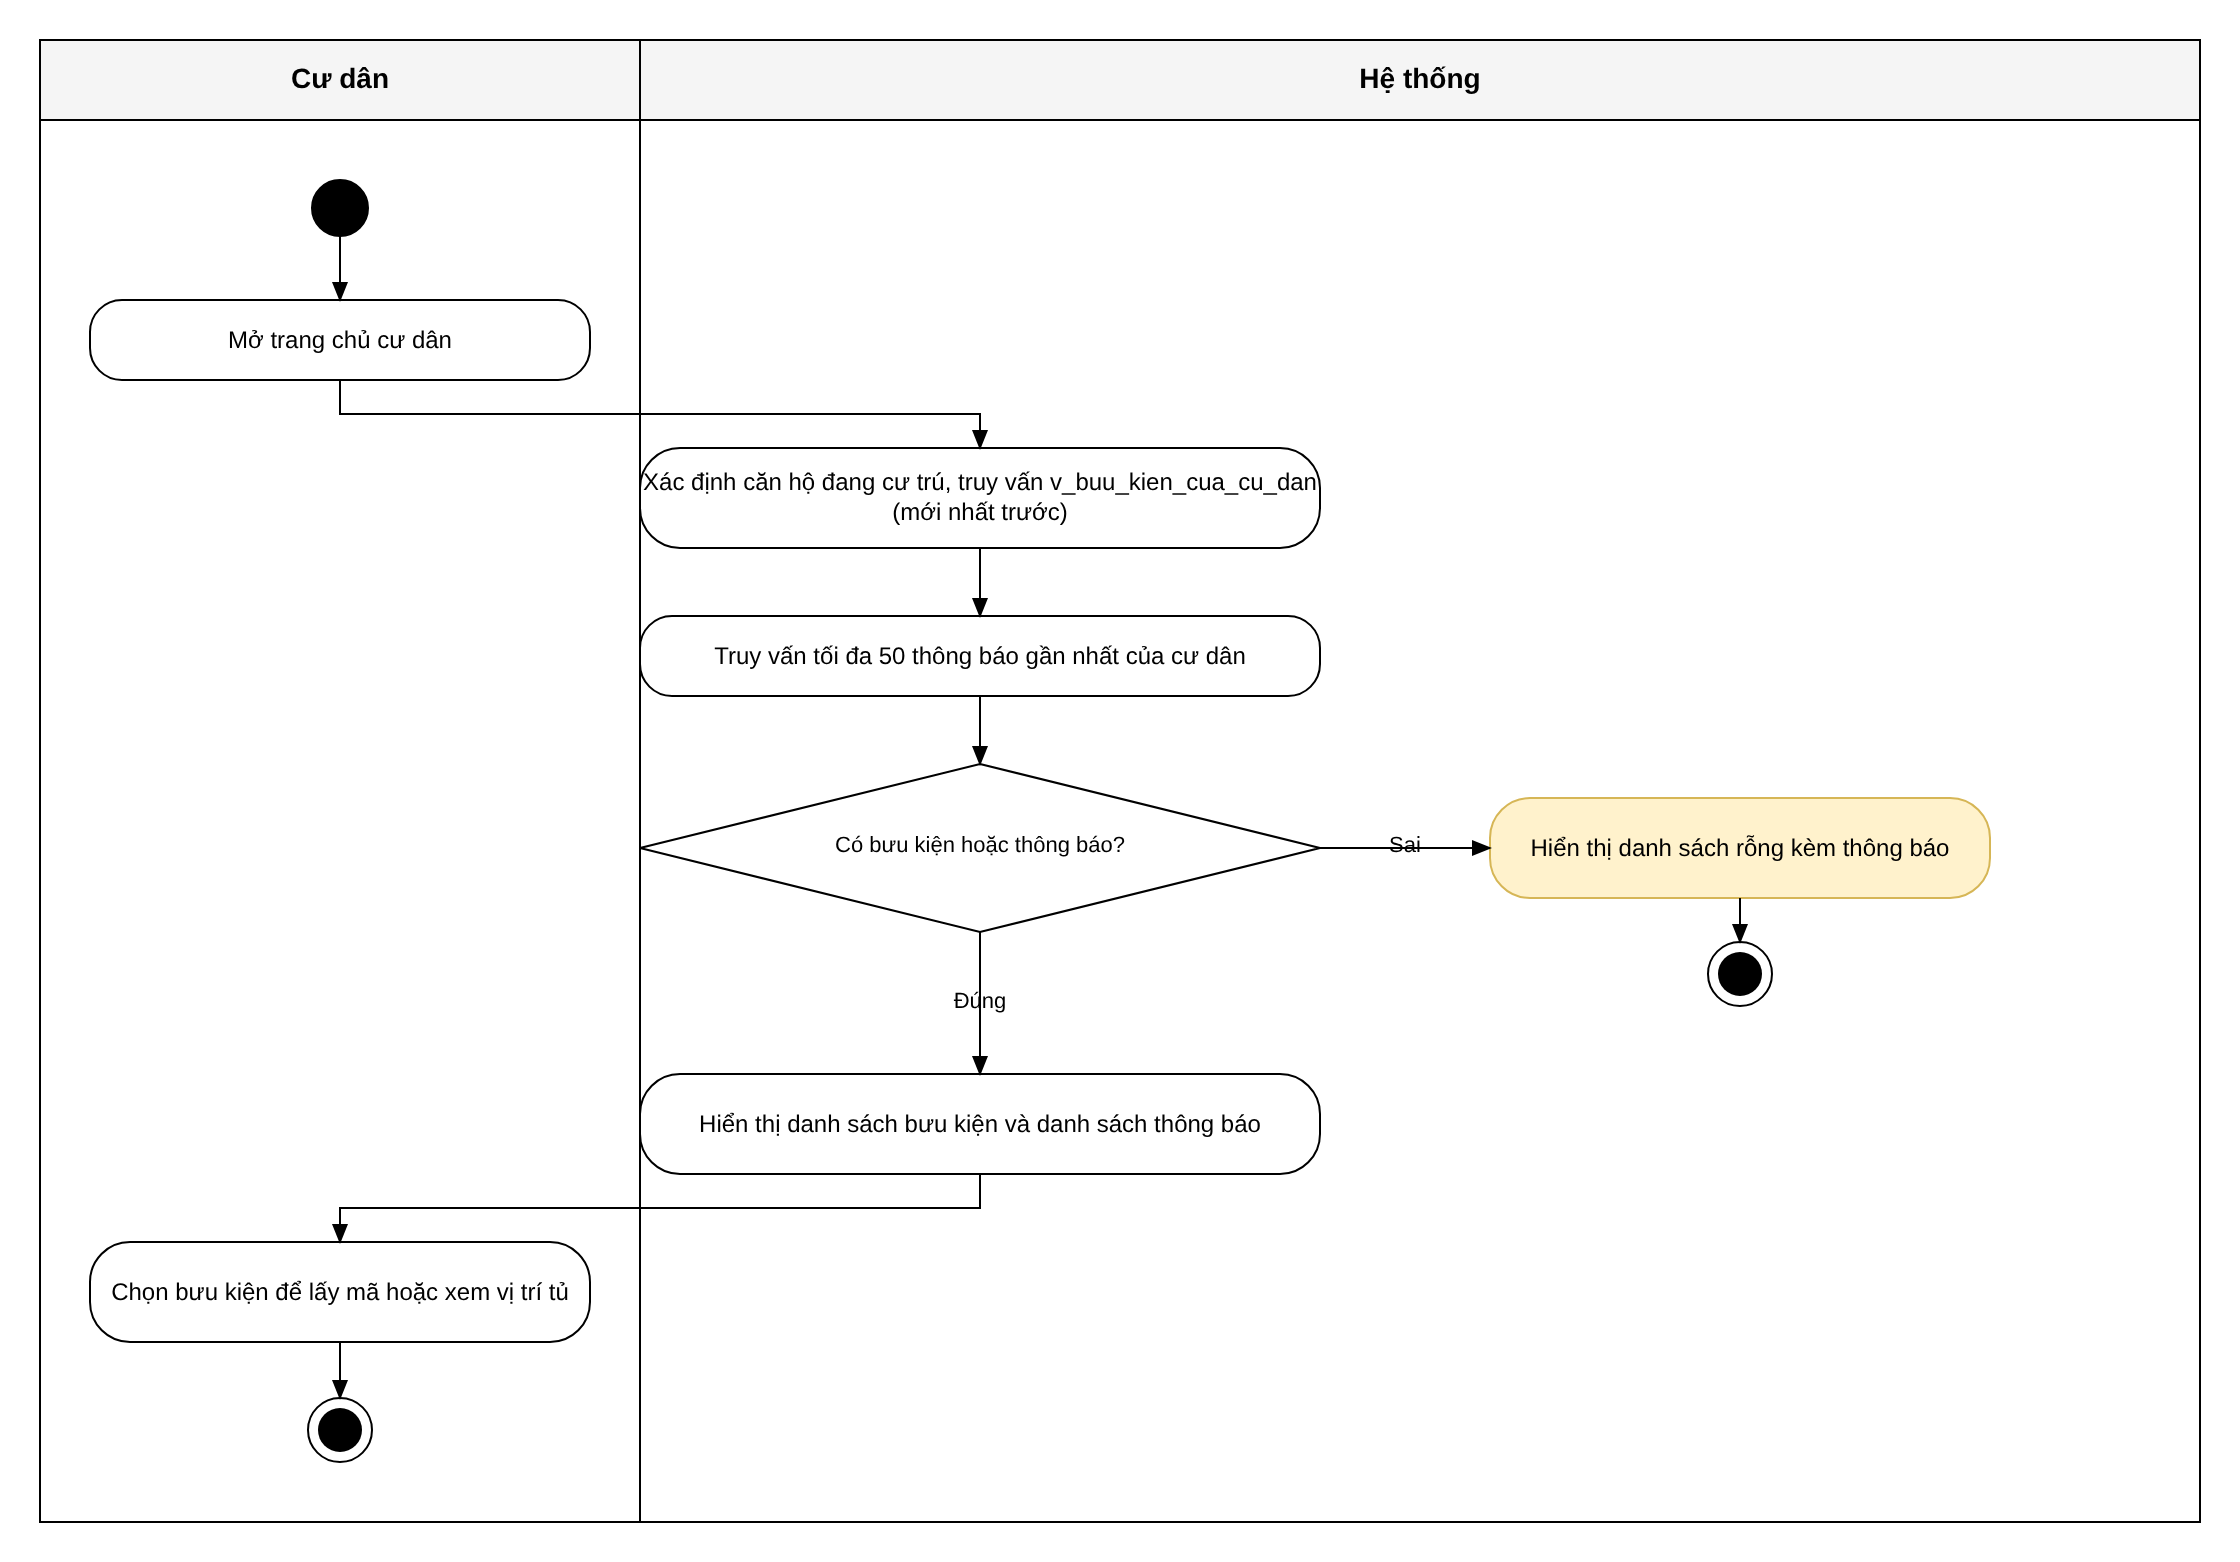 Cư dân
Hệ thống
Mở trang chủ cư dân
Xác định căn hộ đang cư trú, truy vấn v_buu_kien_cua_cu_dan
(mới nhất trước)
Truy vấn tối đa 50 thông báo gần nhất của cư dân
Có bưu kiện hoặc thông báo?
Sai
Hiển thị danh sách rỗng kèm thông báo
Đúng
Hiển thị danh sách bưu kiện và danh sách thông báo
Chọn bưu kiện để lấy mã hoặc xem vị trí tủ